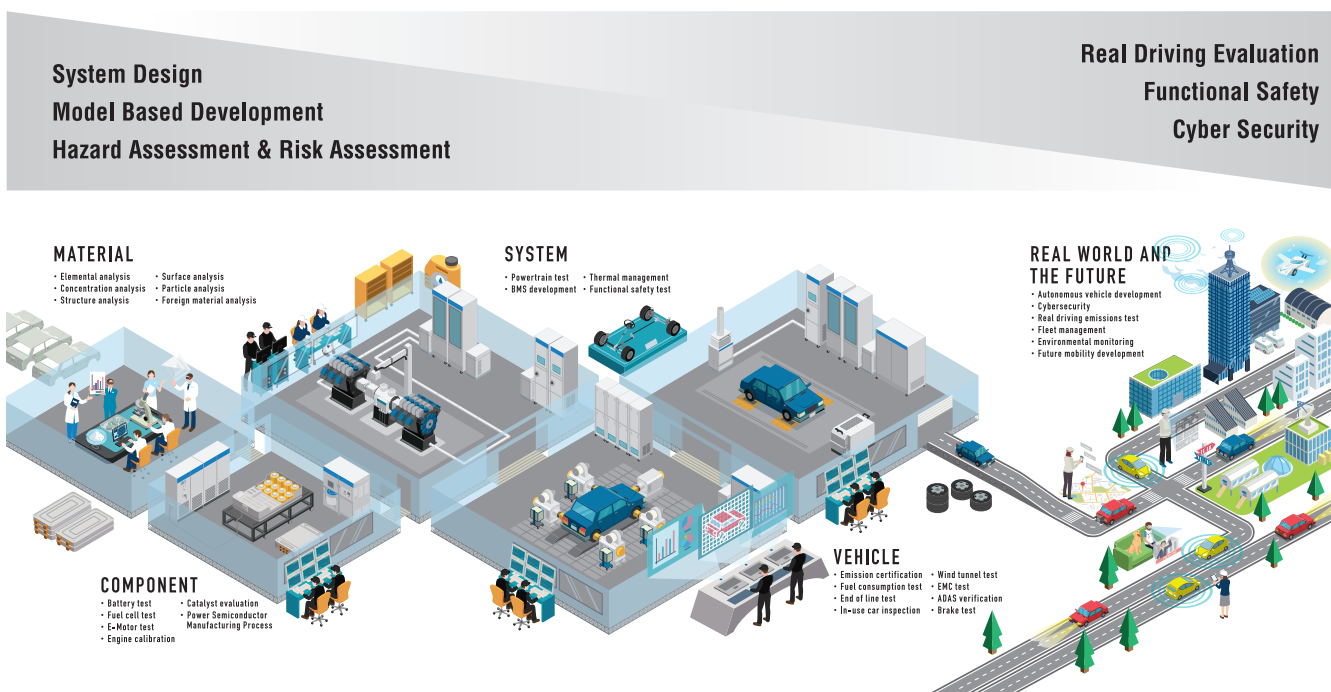 System Design
Model Based Development
Hazard Assessment & Risk Assessment
Real Driving Evaluation
Functional Safety
Cyber Security
MATERIAL
・Elemental analysis
・Concentration analysis
・Structure analysis
・Surface analysis
・Particle analysis
・Foreign material analysis
SYSTEM
・Powertrain test
・BMS development
・Thermal management
・Functional safety test
REAL WORLD AND
THE FUTURE
・Autonomous vehicle development
・Cybersecurity
・Real driving emissions test
・Fleet management
・Environmental monitoring
・Future mobility development
COMPONENT
・Battery test
・Fuel cell test
・E-Motor test
・Engine calibration
・Catalyst evaluation
・Power Semiconductor
Manufacturing Process
VEHICLE
・Emission certification
・Fuel consumption test
・End of line test
・In-use car inspection
・Wind tunnel test
・EMC test
・ADAS verification
・Brake test